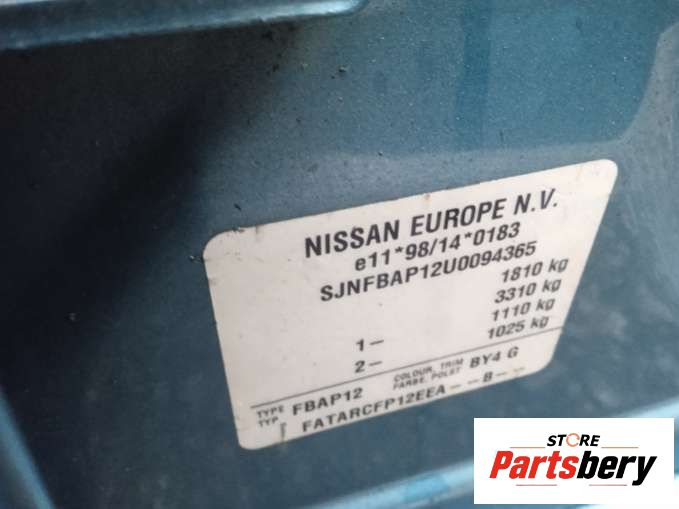 NISSAN EUROPE N.V.
e11*98/14*0183
SJNFBAP12U0094365
1810 kg
3310 kg
1- 1110 kg
2- 1025 kg
TYPE TYP FBAP12 COLOUR, TRIM FARBE, POLST BY4 G
FATARCFP12EEA--B--
STORE
Partsbery